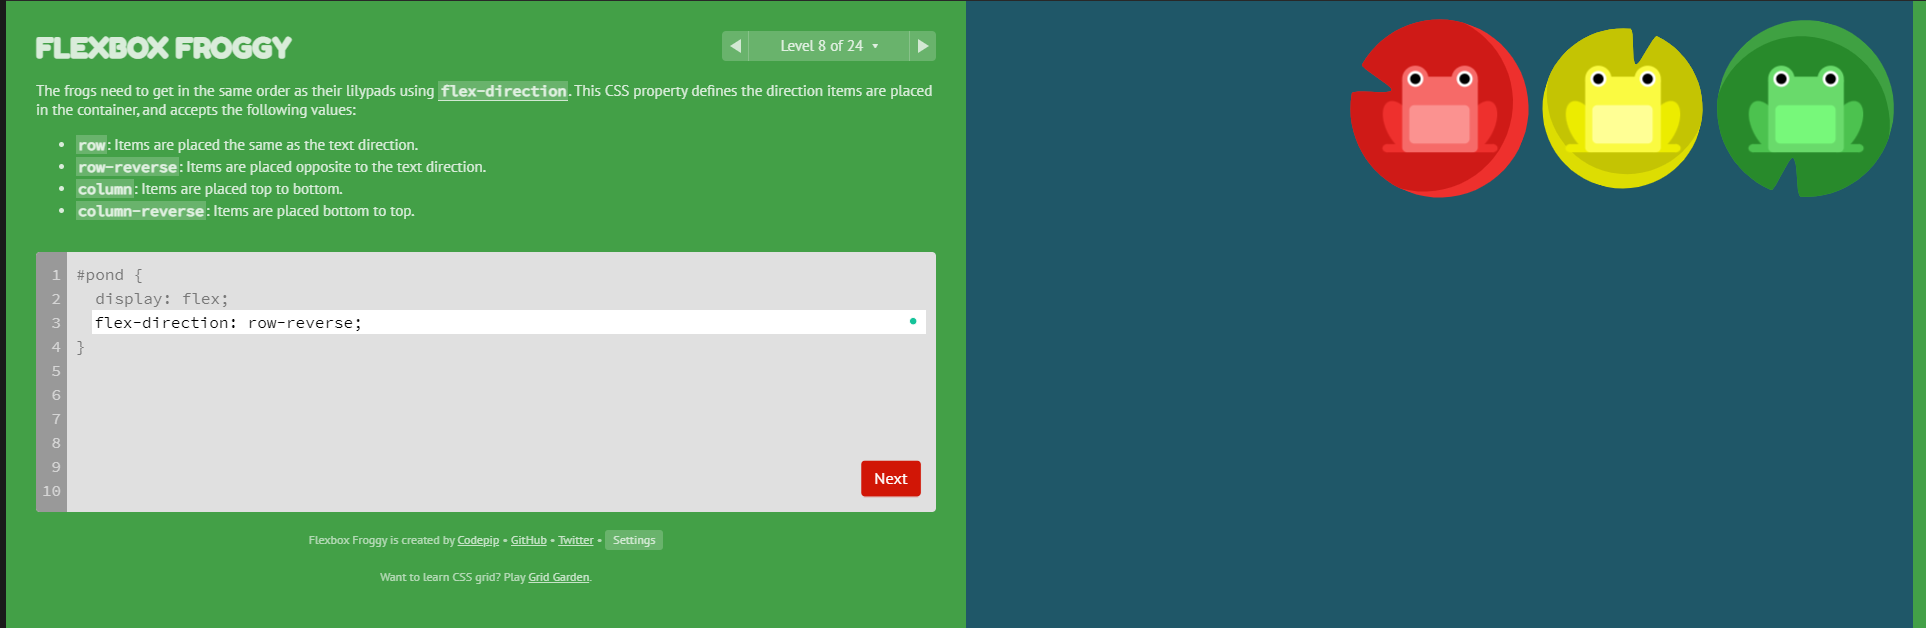 FLEXBOX FROGGY
Level 8 of 24
The frogs need to get in the same order as their lilypads using flex-direction. This CSS property defines the direction items are placed
in the container, and accepts the following values:
• row: Items are placed the same as the text direction.
• row-reverse: Items are placed opposite to the text direction.
• column: Items are placed top to bottom.
• column-reverse: Items are placed bottom to top.
1 #pond {
2 display: flex;
3 flex-direction: row-reverse;
4 }
5
6
7
8
9
10
Next
Flexbox Froggy is created by Codepip • GitHub • Twitter • Settings
Want to learn CSS grid? Play Grid Garden.